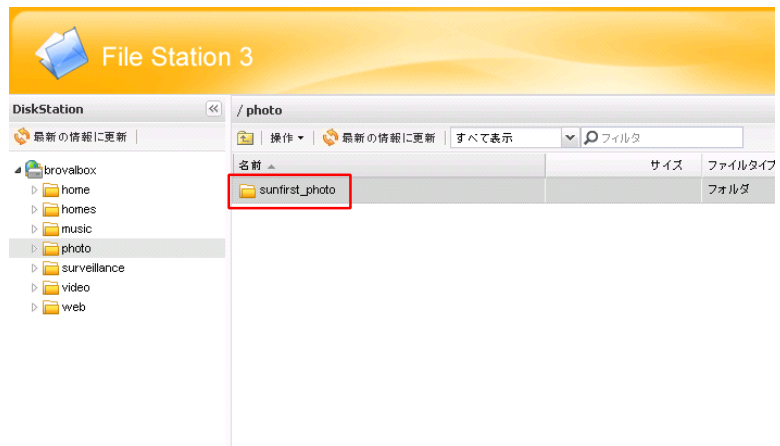 File Station 3
DiskStation
/ photo
最新の情報に更新
操作
最新の情報に更新
すべて表示
フィルタ
brovalbox
home
homes
music
photo
surveillance
video
web
名前
サイズ
ファイルタイプ
sunfirst_photo
フォルダ